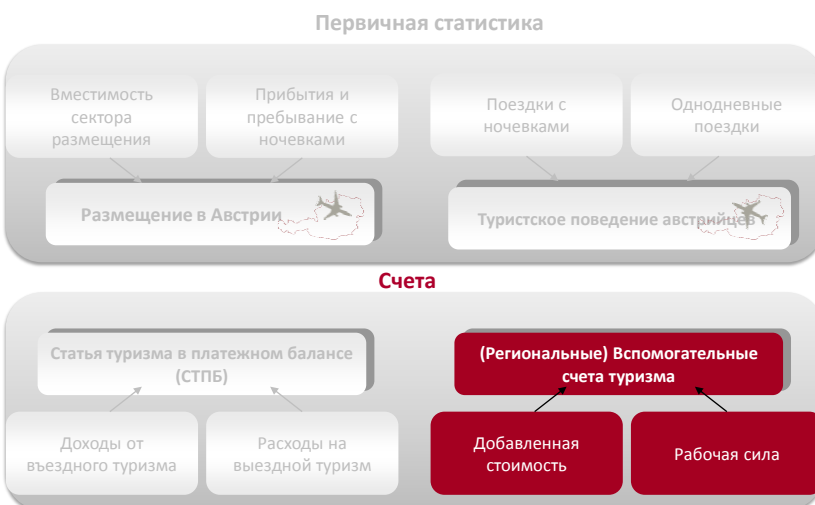 Первичная статистика
Вместимость
сектора
размещения
Прибытия и
пребывание с
ночевками
Поездки с
ночевками
Однодневные
поездки
Размещение в Австрии
Туристское поведение австрийцев
Счета
Статья туризма в платежном балансе
(СТПБ)
(Региональные) Вспомогательные
счета туризма
Доходы от
въездного туризма
Расходы на
выездной туризм
Добавленная
стоимость
Рабочая сила